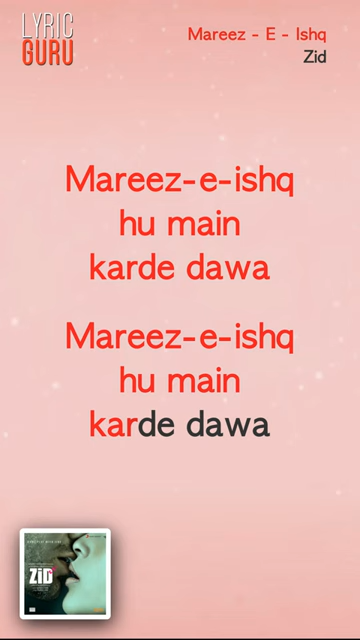 LYRIC
GURU
Mareez - E - Ishq
Zid
Mareez-e-ishq
hu main
karde dawa
Mareez-e-ishq
hu main
karde dawa
ZiD